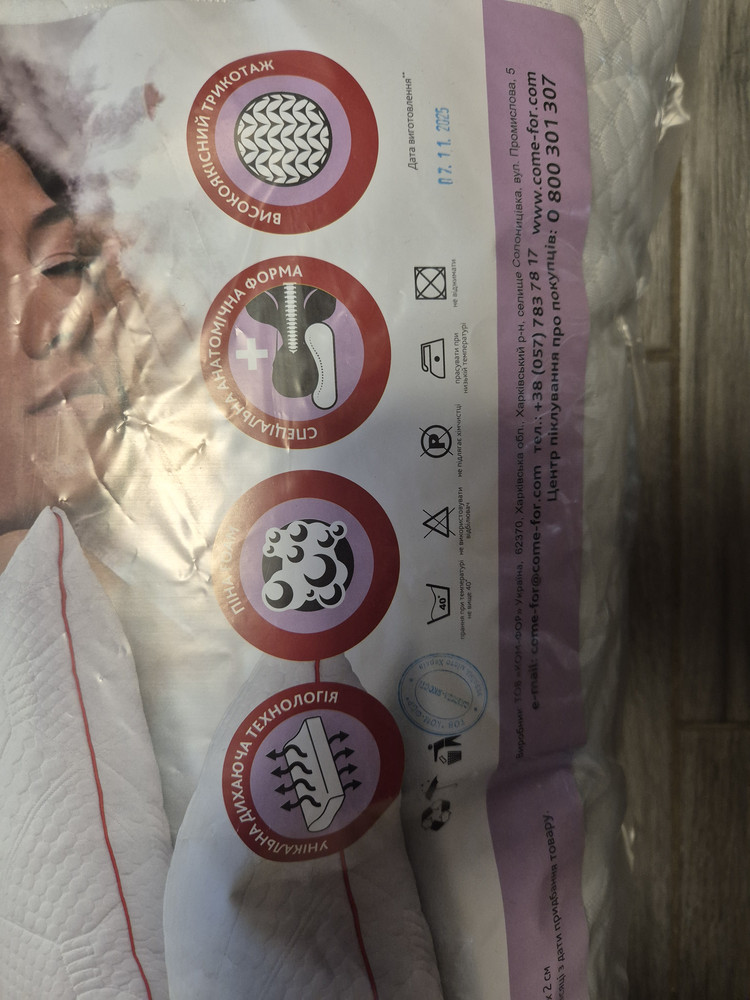 УНІКАЛЬНА ДИХАЮЧА ТЕХНОЛОГІЯ
СПЕЦІАЛЬНА АНАТОМІЧНА ФОРМА
ВИСОКОЯКІСНИЙ ТРИКОТАЖ
Дата виготовлення**
07.11.2025
40°
прання при температурі
не вище 40°
не використовувати
відбілювач
P
не підлягає хімчистці
прасувати при
низькій температурі
не віджимати
Виробник: ТОВ «КОМ-ФОР» Україна, 62370, Харківська обл., Харківський р-н, селище Солоницівка, вул. Промислова, 5
e-mail: come-for@come-for.com тел.: +38 (057) 783 78 17 www.come-for.com
Центр піклування про покупців: 0 800 301 307
х 2 см
з дати придбання товару.